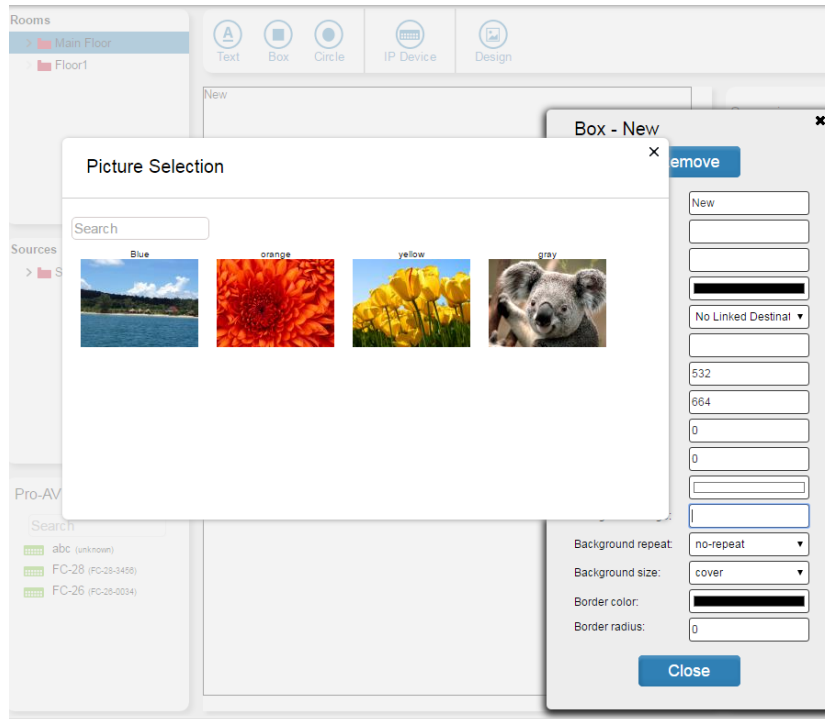 Rooms
Main Floor
Floor1
Text
Box
Circle
IP Device
Design
New
Box - New
emove
Picture Selection
Search
Blue
orange
yellow
gray
Sources
S
New
No Linked Destinat
532
664
0
0
Background repeat:
no-repeat
Background size:
cover
Border color:
Border radius:
0
Close
Pro-AV
Search
abc (unknown)
FC-28 (FC-28-3456)
FC-26 (FC-26-0034)